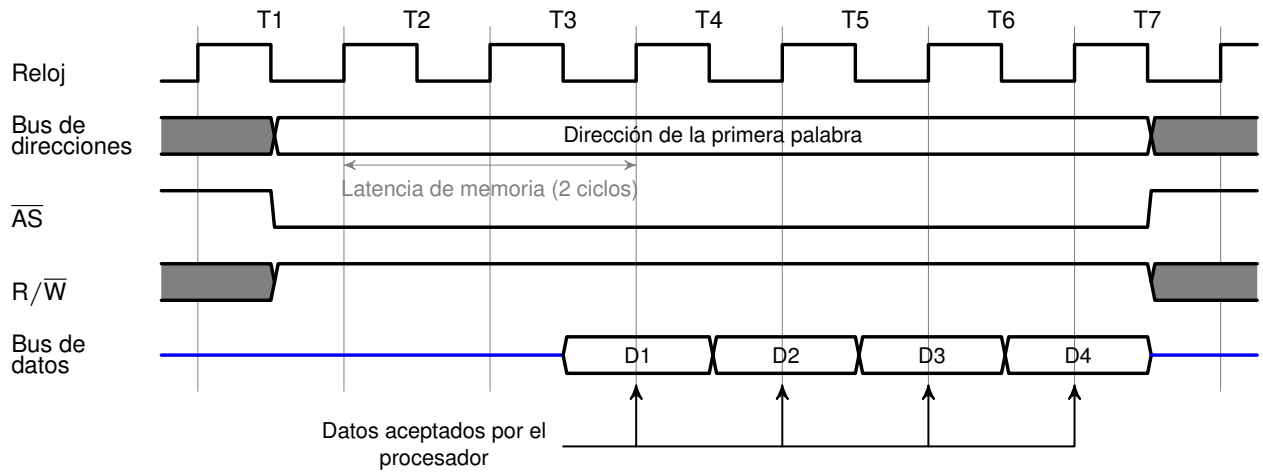 T1 T2 T3 T4 T5 T6 T7
Reloj
Bus de
direcciones
Dirección de la primera palabra
Latencia de memoria (2 ciclos)
A̅S̅
R/W̅
Bus de
datos
D1 D2 D3 D4
Datos aceptados por el
procesador